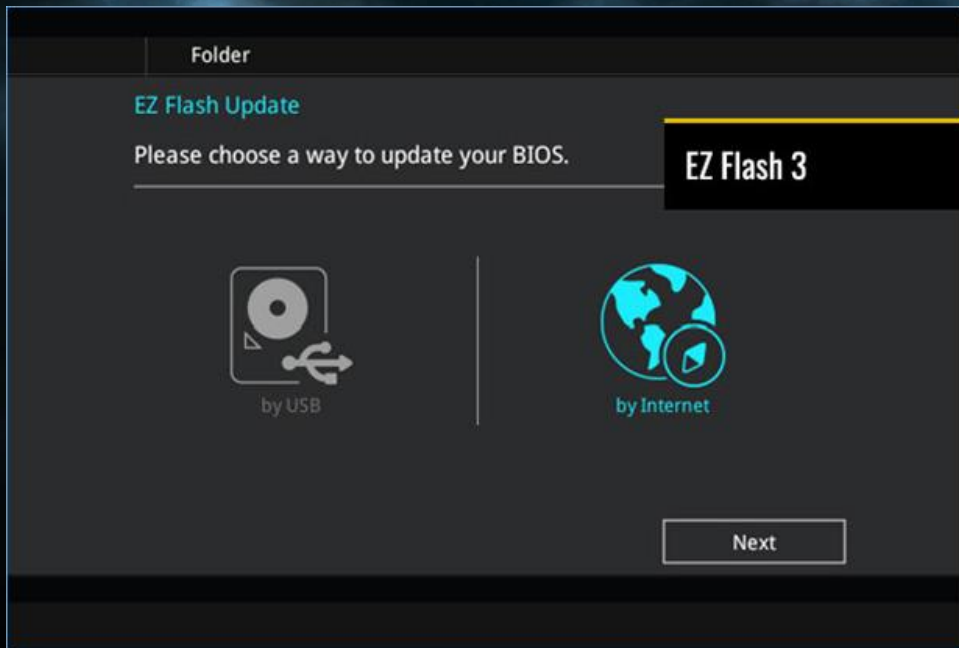 Folder
EZ Flash Update
Please choose a way to update your BIOS.
EZ Flash 3
by USB
by Internet
Next